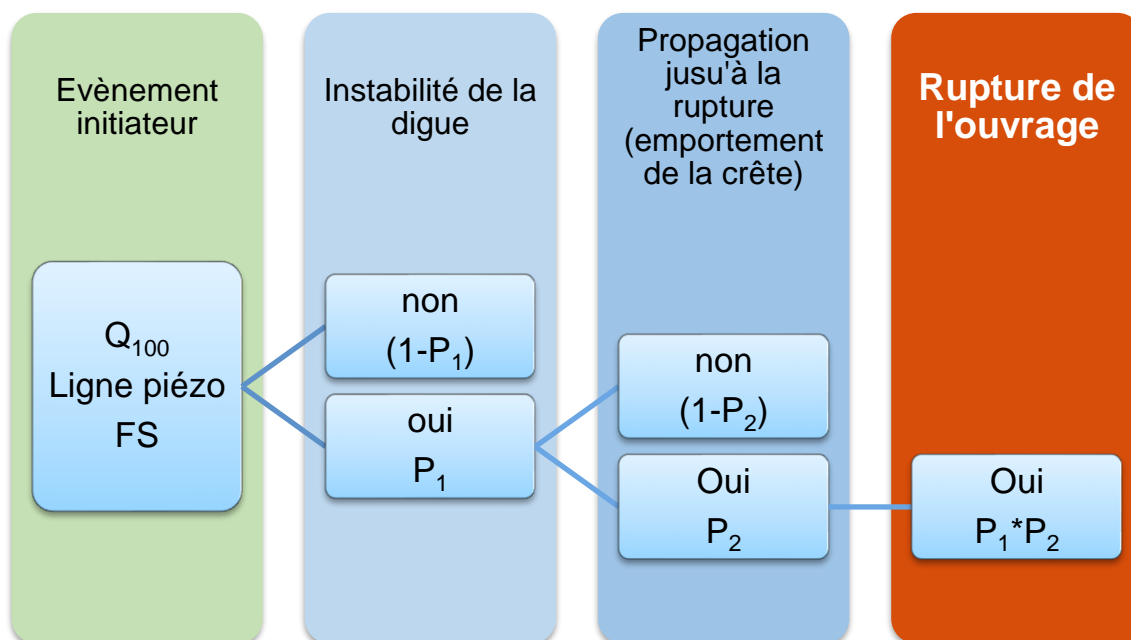 Evènement
initiateur
Instabilité de la
digue
Propagation
jusu'à la
rupture
(emportement
de la crête)
Rupture de
l'ouvrage
Q₁₀₀
Ligne piézo
FS
non
(1-P₁)
oui
P₁
non
(1-P₂)
Oui
P₂
Oui
P₁*P₂